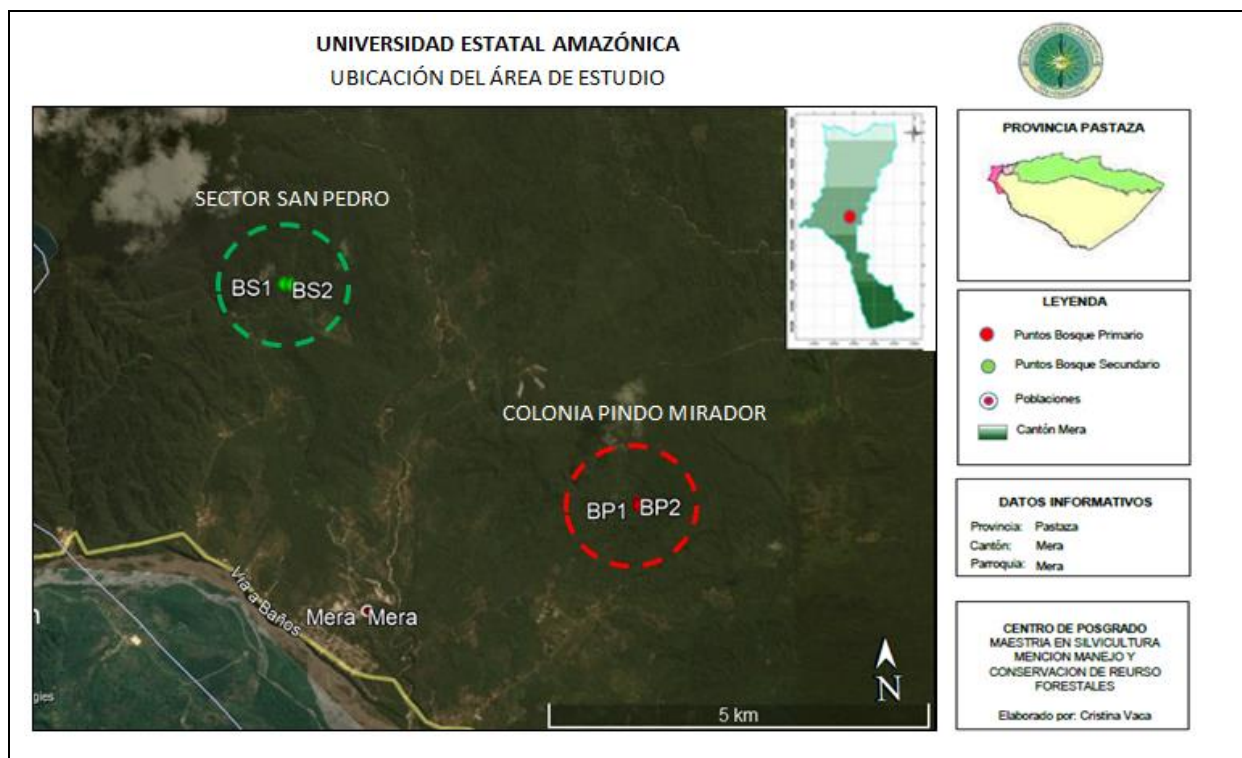 UNIVERSIDAD ESTATAL AMAZÓNICA
UBICACIÓN DEL ÁREA DE ESTUDIO
SECTOR SAN PEDRO
BS1 BS2
COLONIA PINDO MIRADOR
BP1 BP2
Mera Mera
Vía a Baños
gies
N
5 km
PROVINCIA PASTAZA
LEYENDA
Puntos Bosque Primario
Puntos Bosque Secundario
Poblaciones
Cantón Mera
DATOS INFORMATIVOS
Provincia: Pastaza
Cantón: Mera
Parroquia: Mera
CENTRO DE POSGRADO
MAESTRIA EN SILVICULTURA
MENCION MANEJO Y
CONSERVACION DE REURSO
FORESTALES
Elaborado por: Cristina Vaca